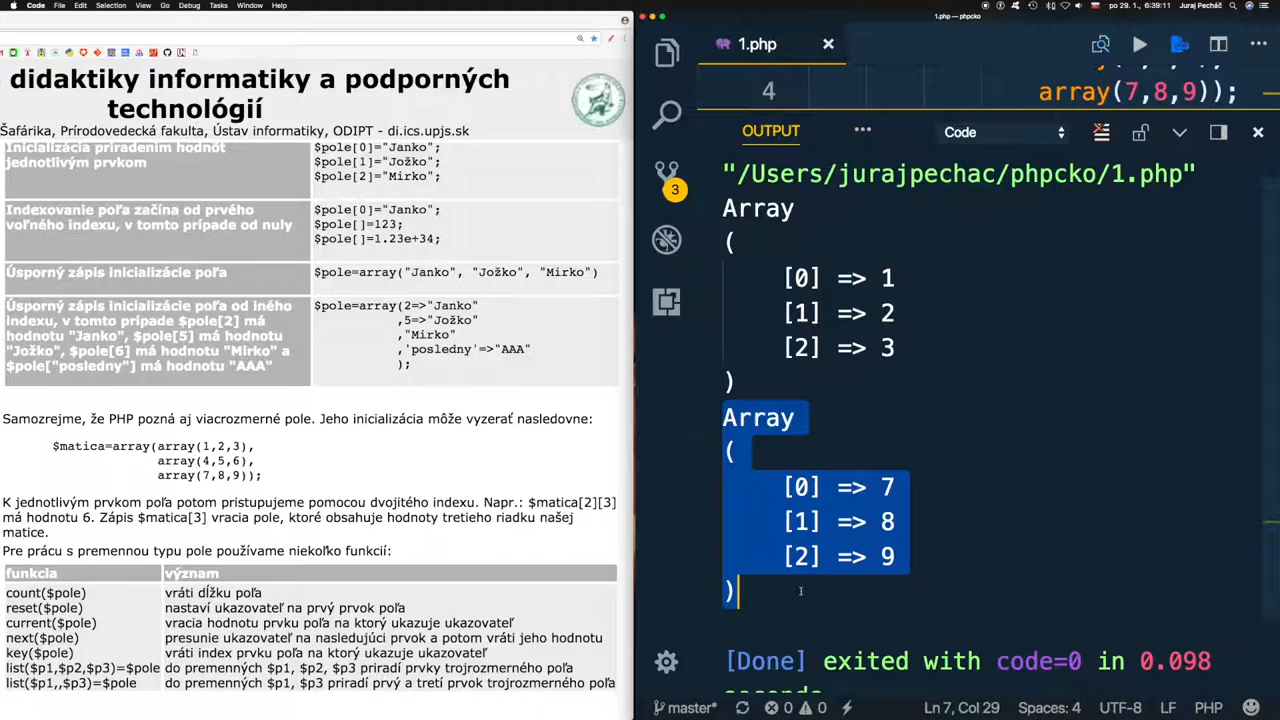 Code File Edit Selection View Go Debug Tasks Window Help
po 29. 1., 6:39:11 Juraj Pecháč
1.php — phpcko
didaktiky informatiky a podporných
technológií
Šafárika, Prírodovedecká fakulta, Ústav informatiky, ODIPT - di.ics.upjs.sk
Inicializácia priradením hodnôt
jednotlivým prvkom
$pole[0]="Janko";
$pole[1]="Jožko";
$pole[2]="Mirko";
Indexovanie poľa začína od prvého
voľného indexu, v tomto prípade od nuly
$pole[0]="Janko";
$pole[]=123;
$pole[]=1.23e+34;
Úsporný zápis inicializácie poľa
$pole=array("Janko", "Jožko", "Mirko")
Úsporný zápis inicializácie poľa od iného
indexu, v tomto prípade $pole[2] má
hodnotu "Janko", $pole[5] má hodnotu
"Jožko", $pole[6] má hodnotu "Mirko" a
$pole["posledny"] má hodnotu "AAA"
$pole=array(2=>"Janko"
,5=>"Jožko"
,"Mirko"
,'posledny'=>"AAA"
);
Samozrejme, že PHP pozná aj viacrozmerné pole. Jeho inicializácia môže vyzerať nasledovne:
$matica=array(array(1,2,3),
array(4,5,6),
array(7,8,9));
K jednotlivým prvkom poľa potom pristupujeme pomocou dvojitého indexu. Napr.: $matica[2][3]
má hodnotu 6. Zápis $matica[3] vracia pole, ktoré obsahuje hodnoty tretieho riadku našej
matice.
Pre prácu s premennou typu pole používame niekoľko funkcií:
funkcia význam
count($pole) vráti dĺžku poľa
reset($pole) nastaví ukazovateľ na prvý prvok poľa
current($pole) vracia hodnotu prvku poľa na ktorý ukazuje ukazovateľ
next($pole) presunie ukazovateľ na nasledujúci prvok a potom vráti jeho hodnotu
key($pole) vráti index prvku poľa na ktorý ukazuje ukazovateľ
list($p1,$p2,$p3)=$pole do premenných $p1, $p2, $p3 priradí prvky trojrozmerného poľa
list($p1,,$p3)=$pole do premenných $p1, $p3 priradí prvý a tretí prvok trojrozmerného poľa
1.php
4 array(7,8,9));
OUTPUT
Code
3
"/Users/jurajpechac/phpcko/1.php"
Array
(
[0] => 1
[1] => 2
[2] => 3
)
Array
(
[0] => 7
[1] => 8
[2] => 9
)
[Done] exited with code=0 in 0.098
seconds
master* 0 0 Ln 7, Col 29 Spaces: 4 UTF-8 LF PHP